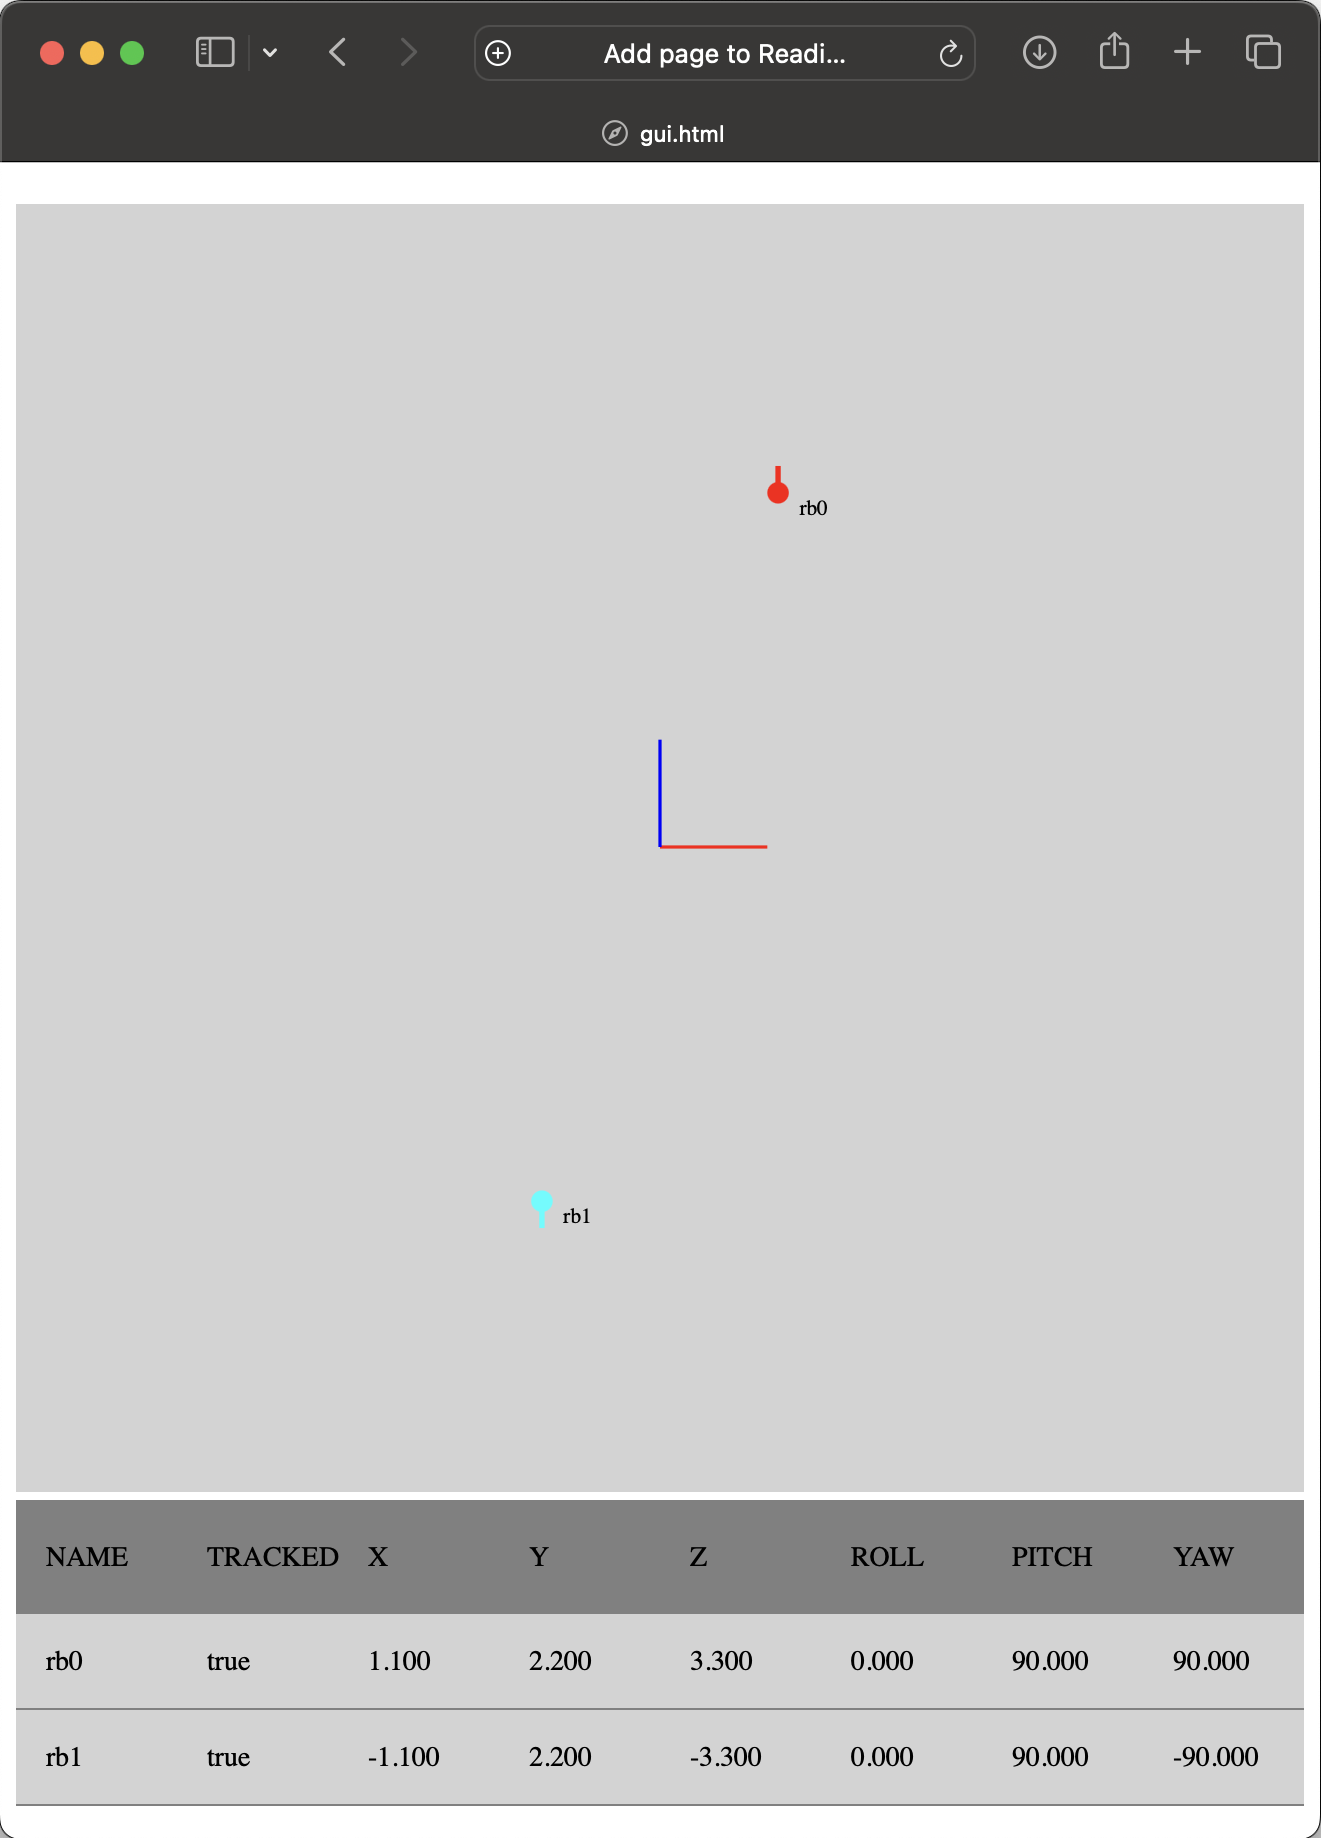 Add page to Readi...
gui.html
rb0
rb1
NAME TRACKED X Y Z ROLL PITCH YAW
rb0 true 1.100 2.200 3.300 0.000 90.000 90.000
rb1 true -1.100 2.200 -3.300 0.000 90.000 -90.000